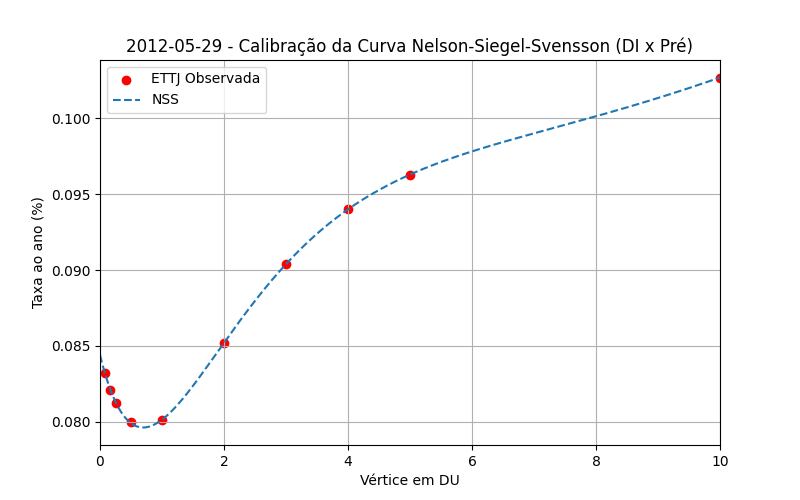 2012-05-29 - Calibração da Curva Nelson-Siegel-Svensson (DI x Pré)
ETTJ Observada
NSS
Taxa ao ano (%)
0.100
0.095
0.090
0.085
0.080
0 2 4 6 8 10
Vértice em DU